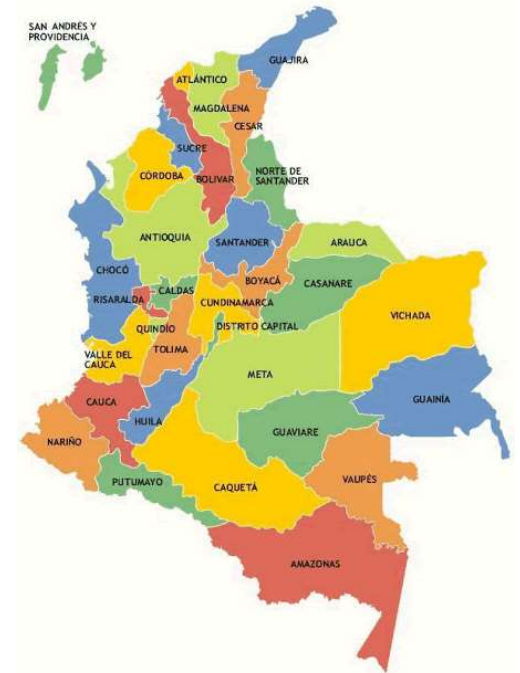 SAN ANDRÉS Y
PROVIDENCIA
GUAJIRA
ATLÁNTICO
MAGDALENA
CESAR
SUCRE
NORTE DE
SANTANDER
CÓRDOBA
BOLIVAR
ANTIOQUIA
SANTANDER
ARAUCA
CHOCÓ
BOYACÁ
CASANARE
RISARALDA
CALDAS
CUNDINAMARCA
VICHADA
QUINDÍO
DISTRITO CAPITAL
VALLE DEL
CAUCA
TOLIMA
META
CAUCA
GUAINÍA
HUILA
NARIÑO
GUAVIARE
PUTUMAYO
CAQUETÁ
VAUPÉS
AMAZONAS